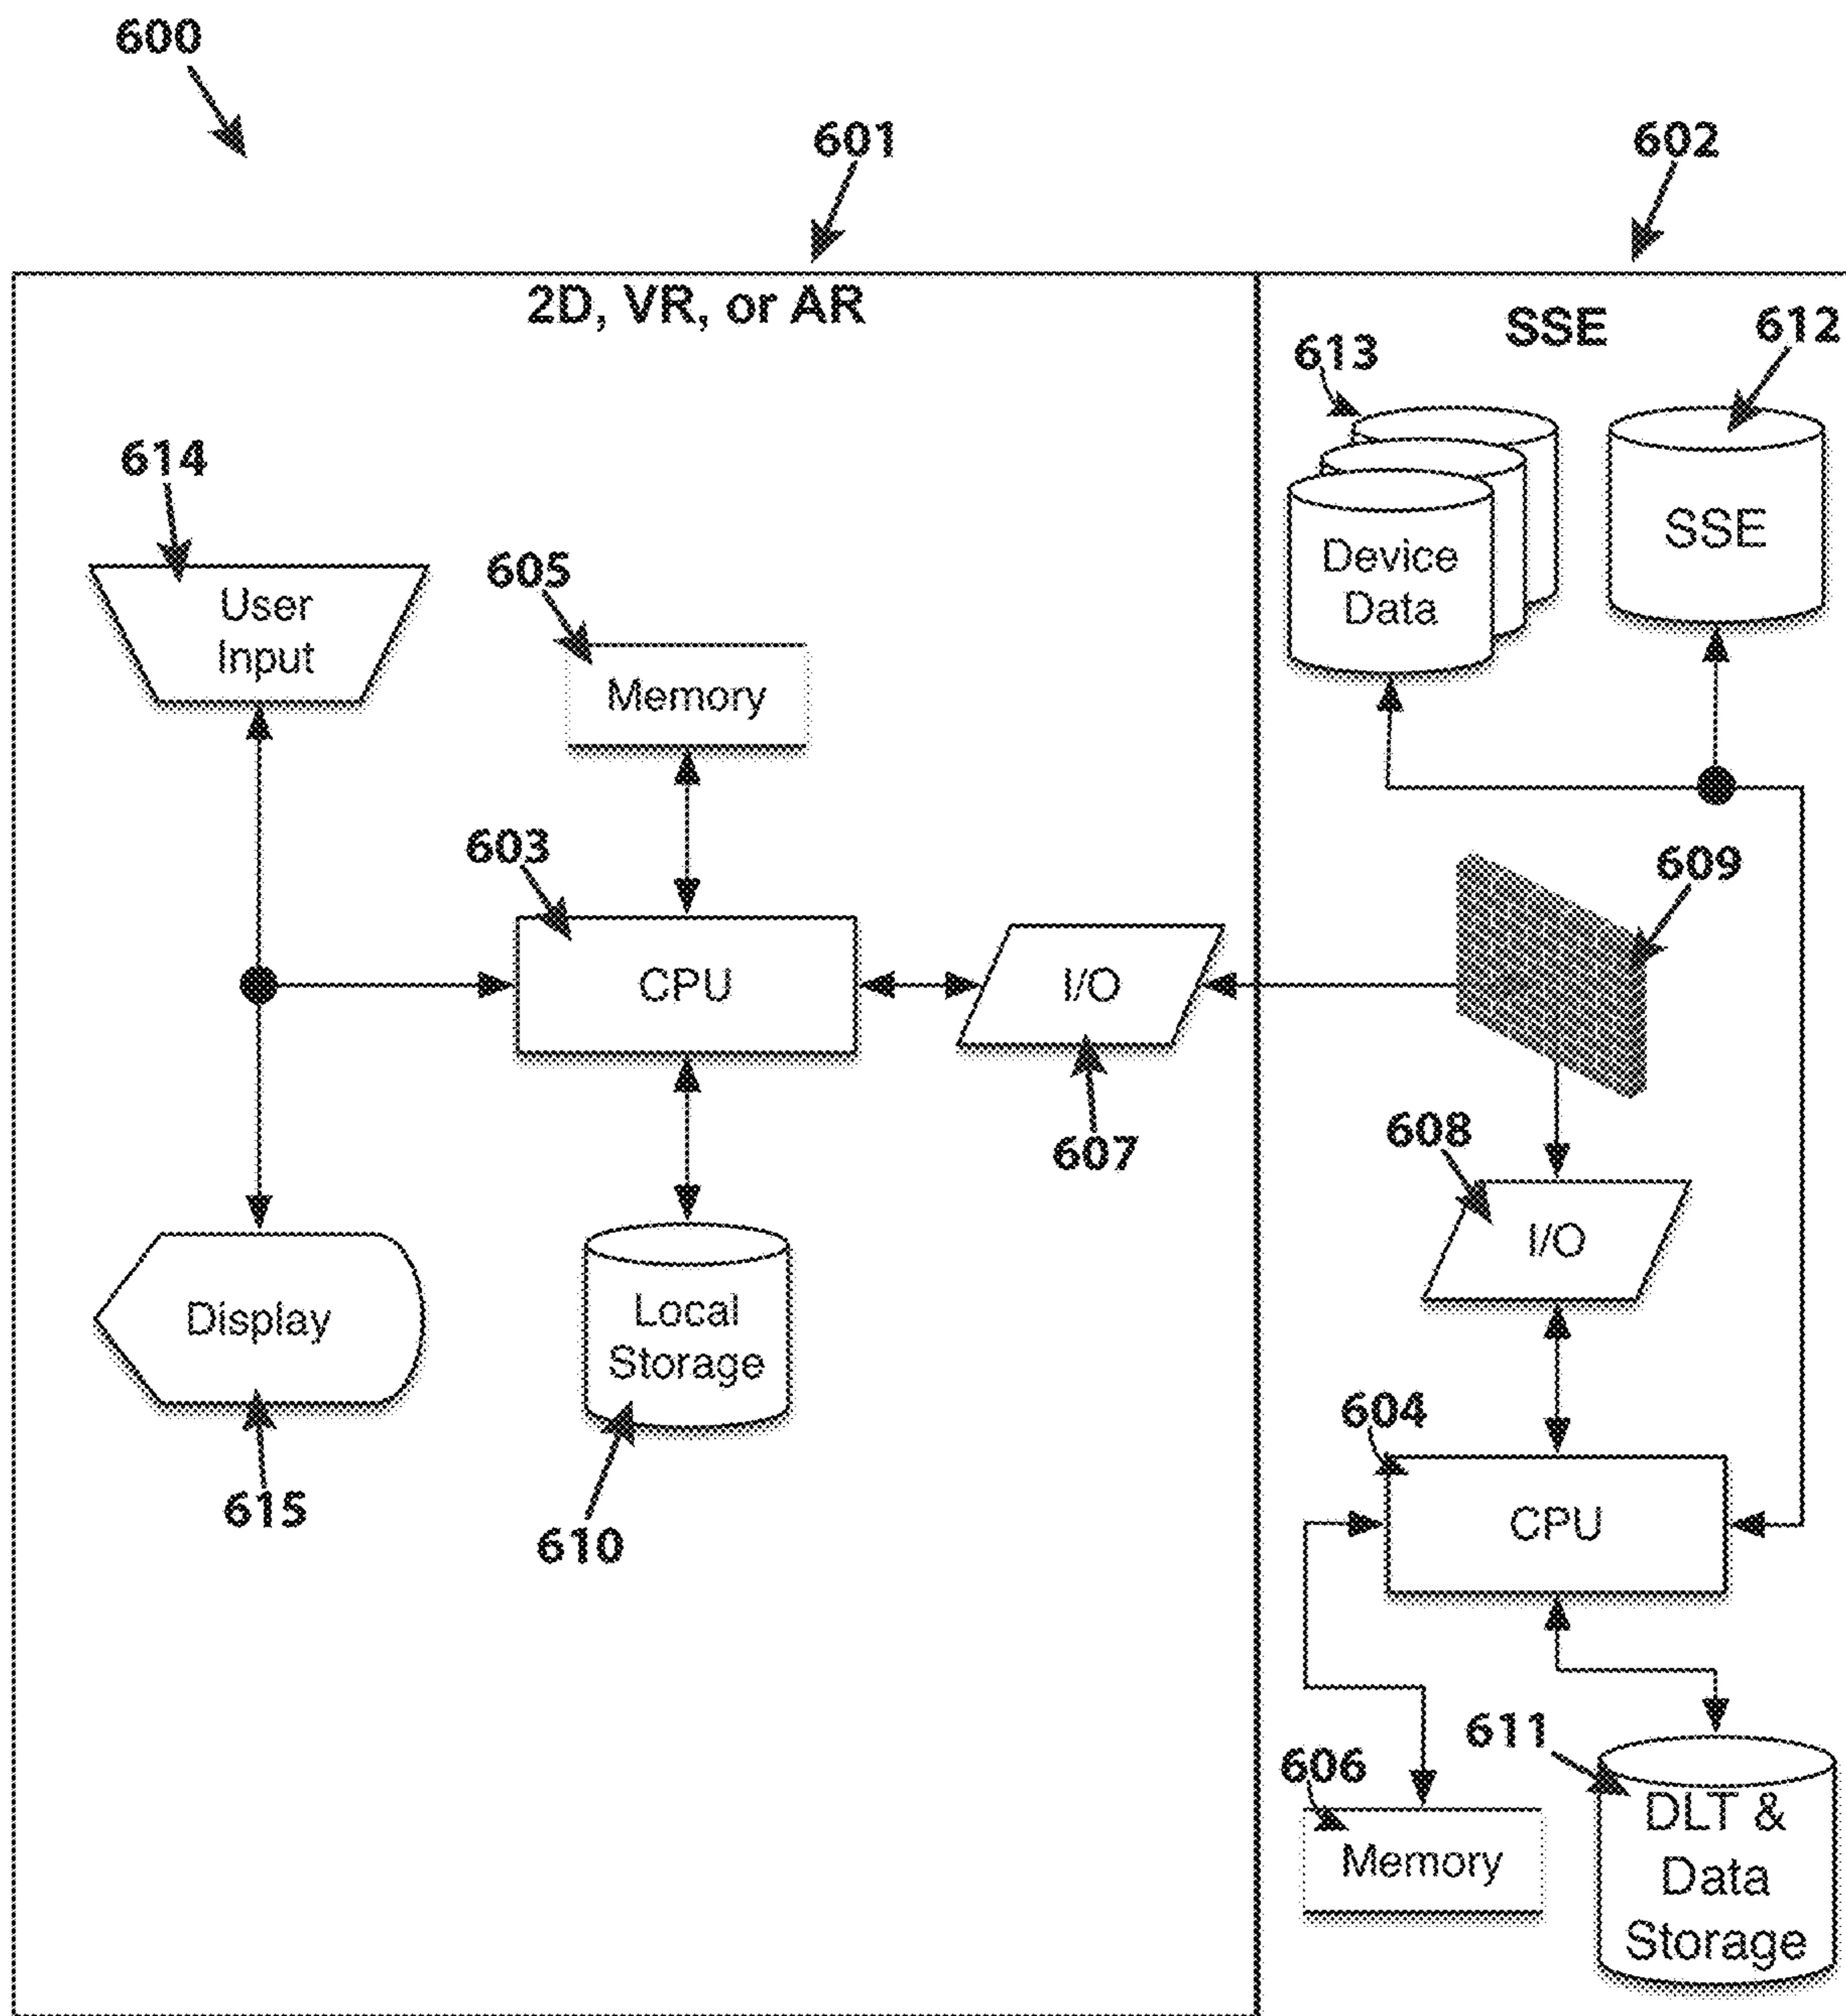 600
601
602
2D, VR, or AR
SSE
612
613
614
User
Input
605
Memory
Device
Data
SSE
603
CPU
I/O
609
607
608
I/O
Display
615
Local
Storage
610
604
CPU
606
Memory
611
DLT &
Data
Storage